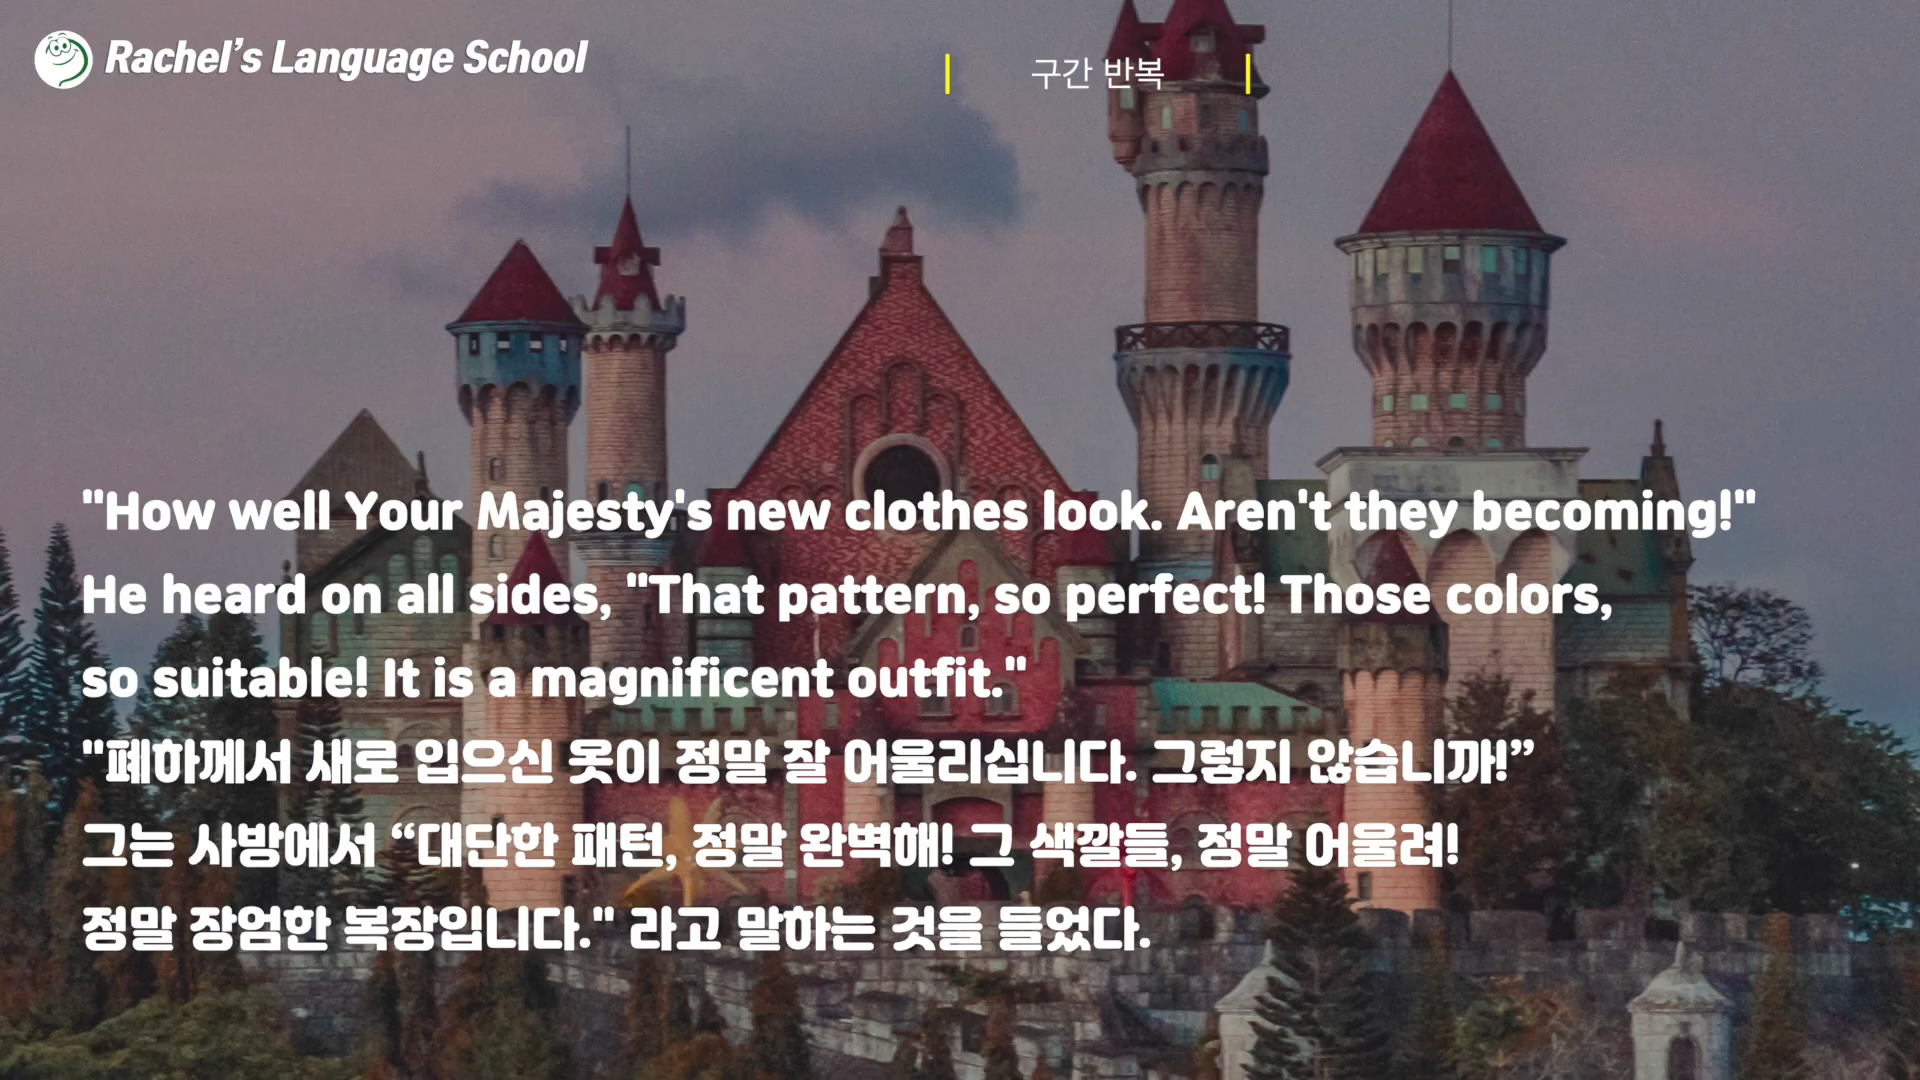 Rachel’s Language School
구간 반복
"How well Your Majesty's new clothes look. Aren't they becoming!"
He heard on all sides, "That pattern, so perfect! Those colors,
so suitable! It is a magnificent outfit."
"폐하께서 새로 입으신 옷이 정말 잘 어울리십니다. 그렇지 않습니까!”
그는 사방에서 “대단한 패턴, 정말 완벽해! 그 색깔들, 정말 어울려!
정말 장엄한 복장입니다." 라고 말하는 것을 들었다.